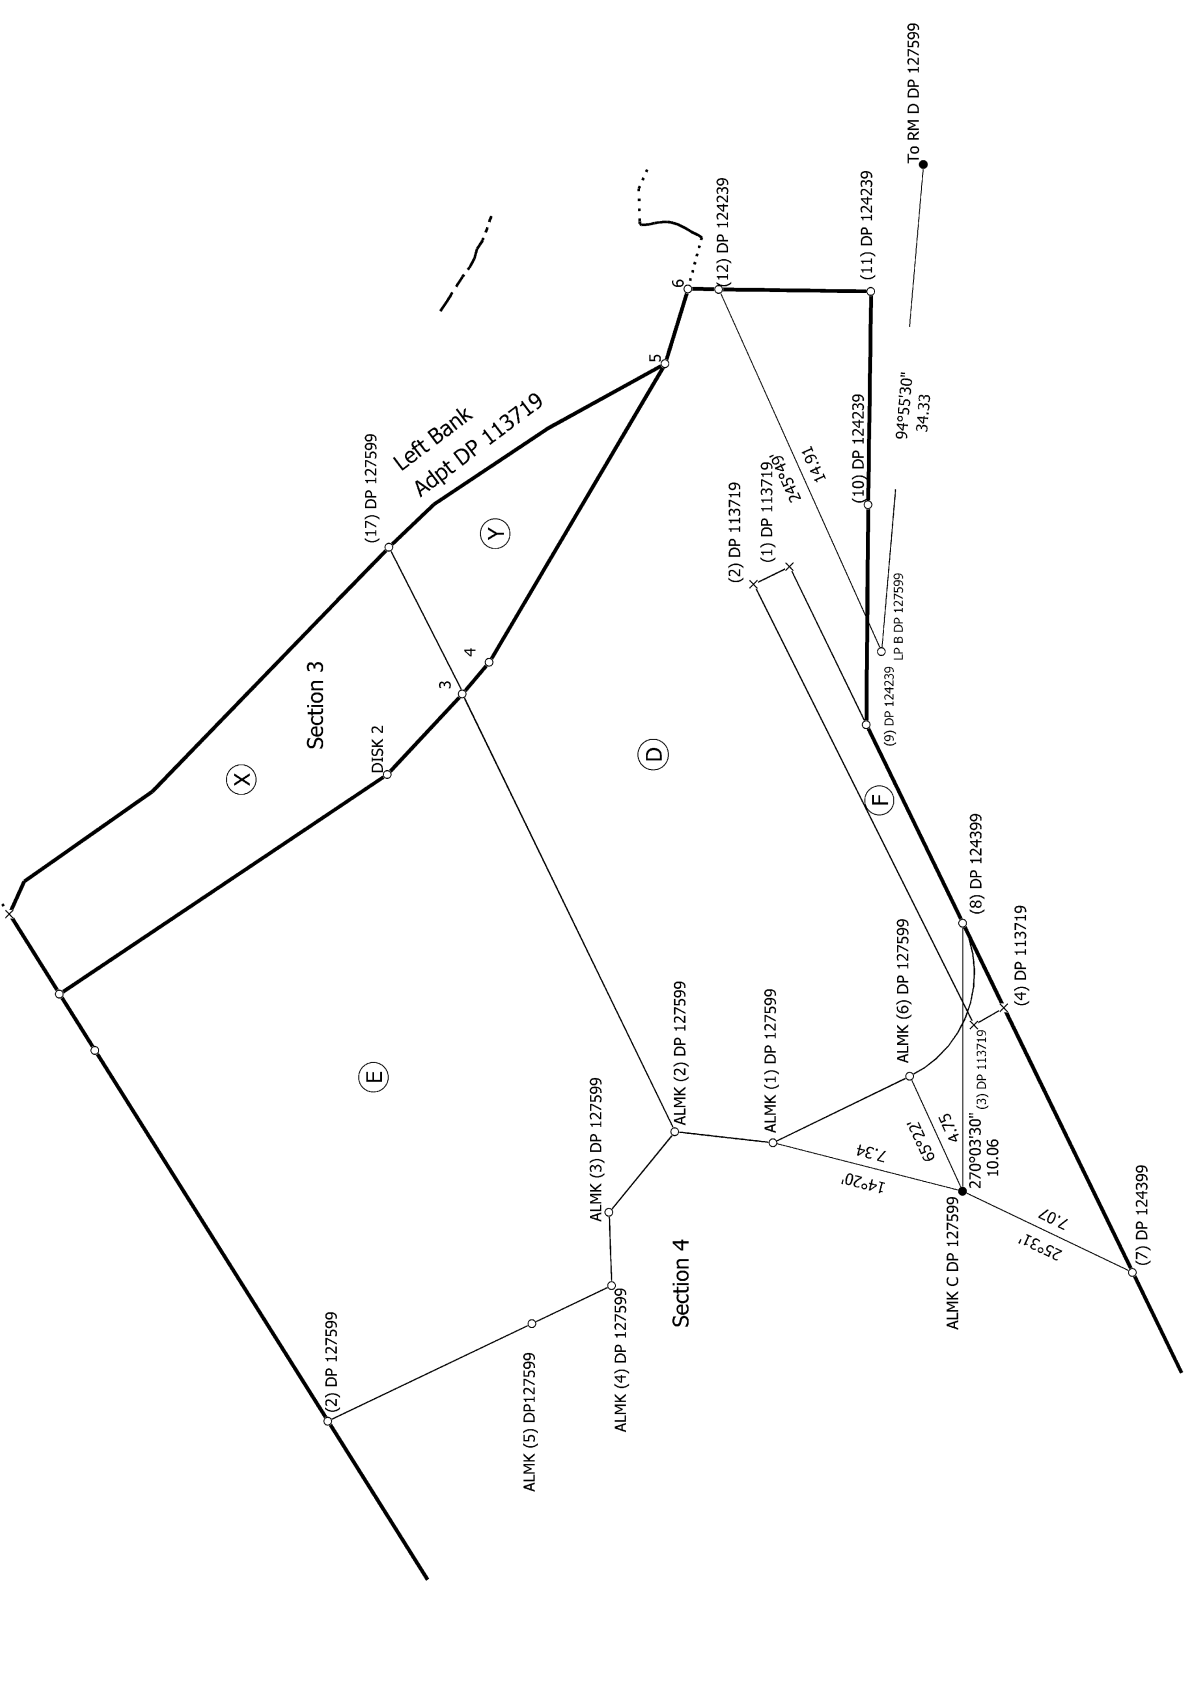 To RM D DP 127599
(12) DP 124239
(11) DP 124239
6
5
Left Bank
Adpt DP 113719
(17) DP 127599
94°55'30"
34.33
(10) DP 124239
245°49'
14.91
(1) DP 113719
(2) DP 113719
Y
LP B DP 127599
(9) DP 124239
4
3
Section 3
DISK 2
X
D
F
(8) DP 124399
(4) DP 113719
(3) DP 113719
ALMK (6) DP 127599
ALMK (1) DP 127599
ALMK (2) DP 127599
E
ALMK (3) DP 127599
65°22'
4.75
270°03'30"
10.06
7.34
14°20'
7.07
25°31'
(7) DP 124399
ALMK C DP 127599
Section 4
ALMK (4) DP 127599
ALMK (5) DP127599
(2) DP 127599